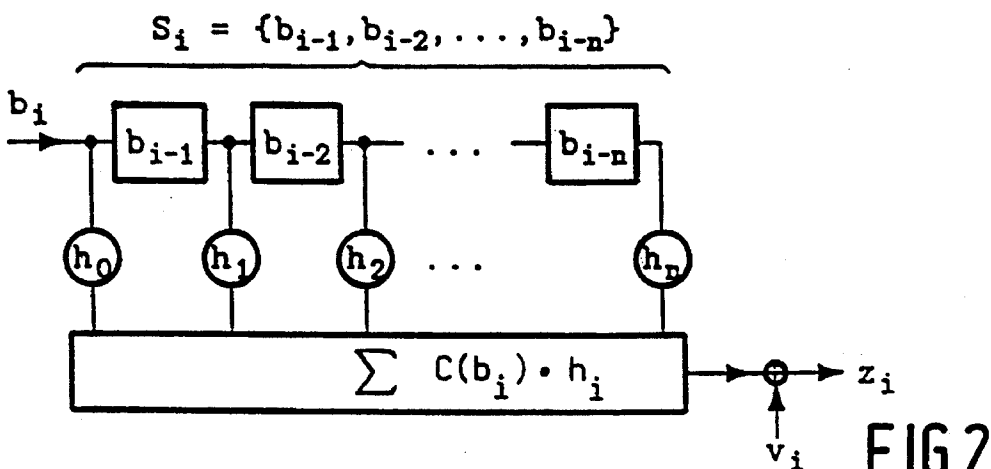 S_i = {b_{i-1}, b_{i-2}, ..., b_{i-n}}
b_i
b_{i-1} b_{i-2} ... b_{i-n}
h_0 h_1 h_2 ... h_n
∑ C(b_i) • h_i
z_i
v_i
FIG 2